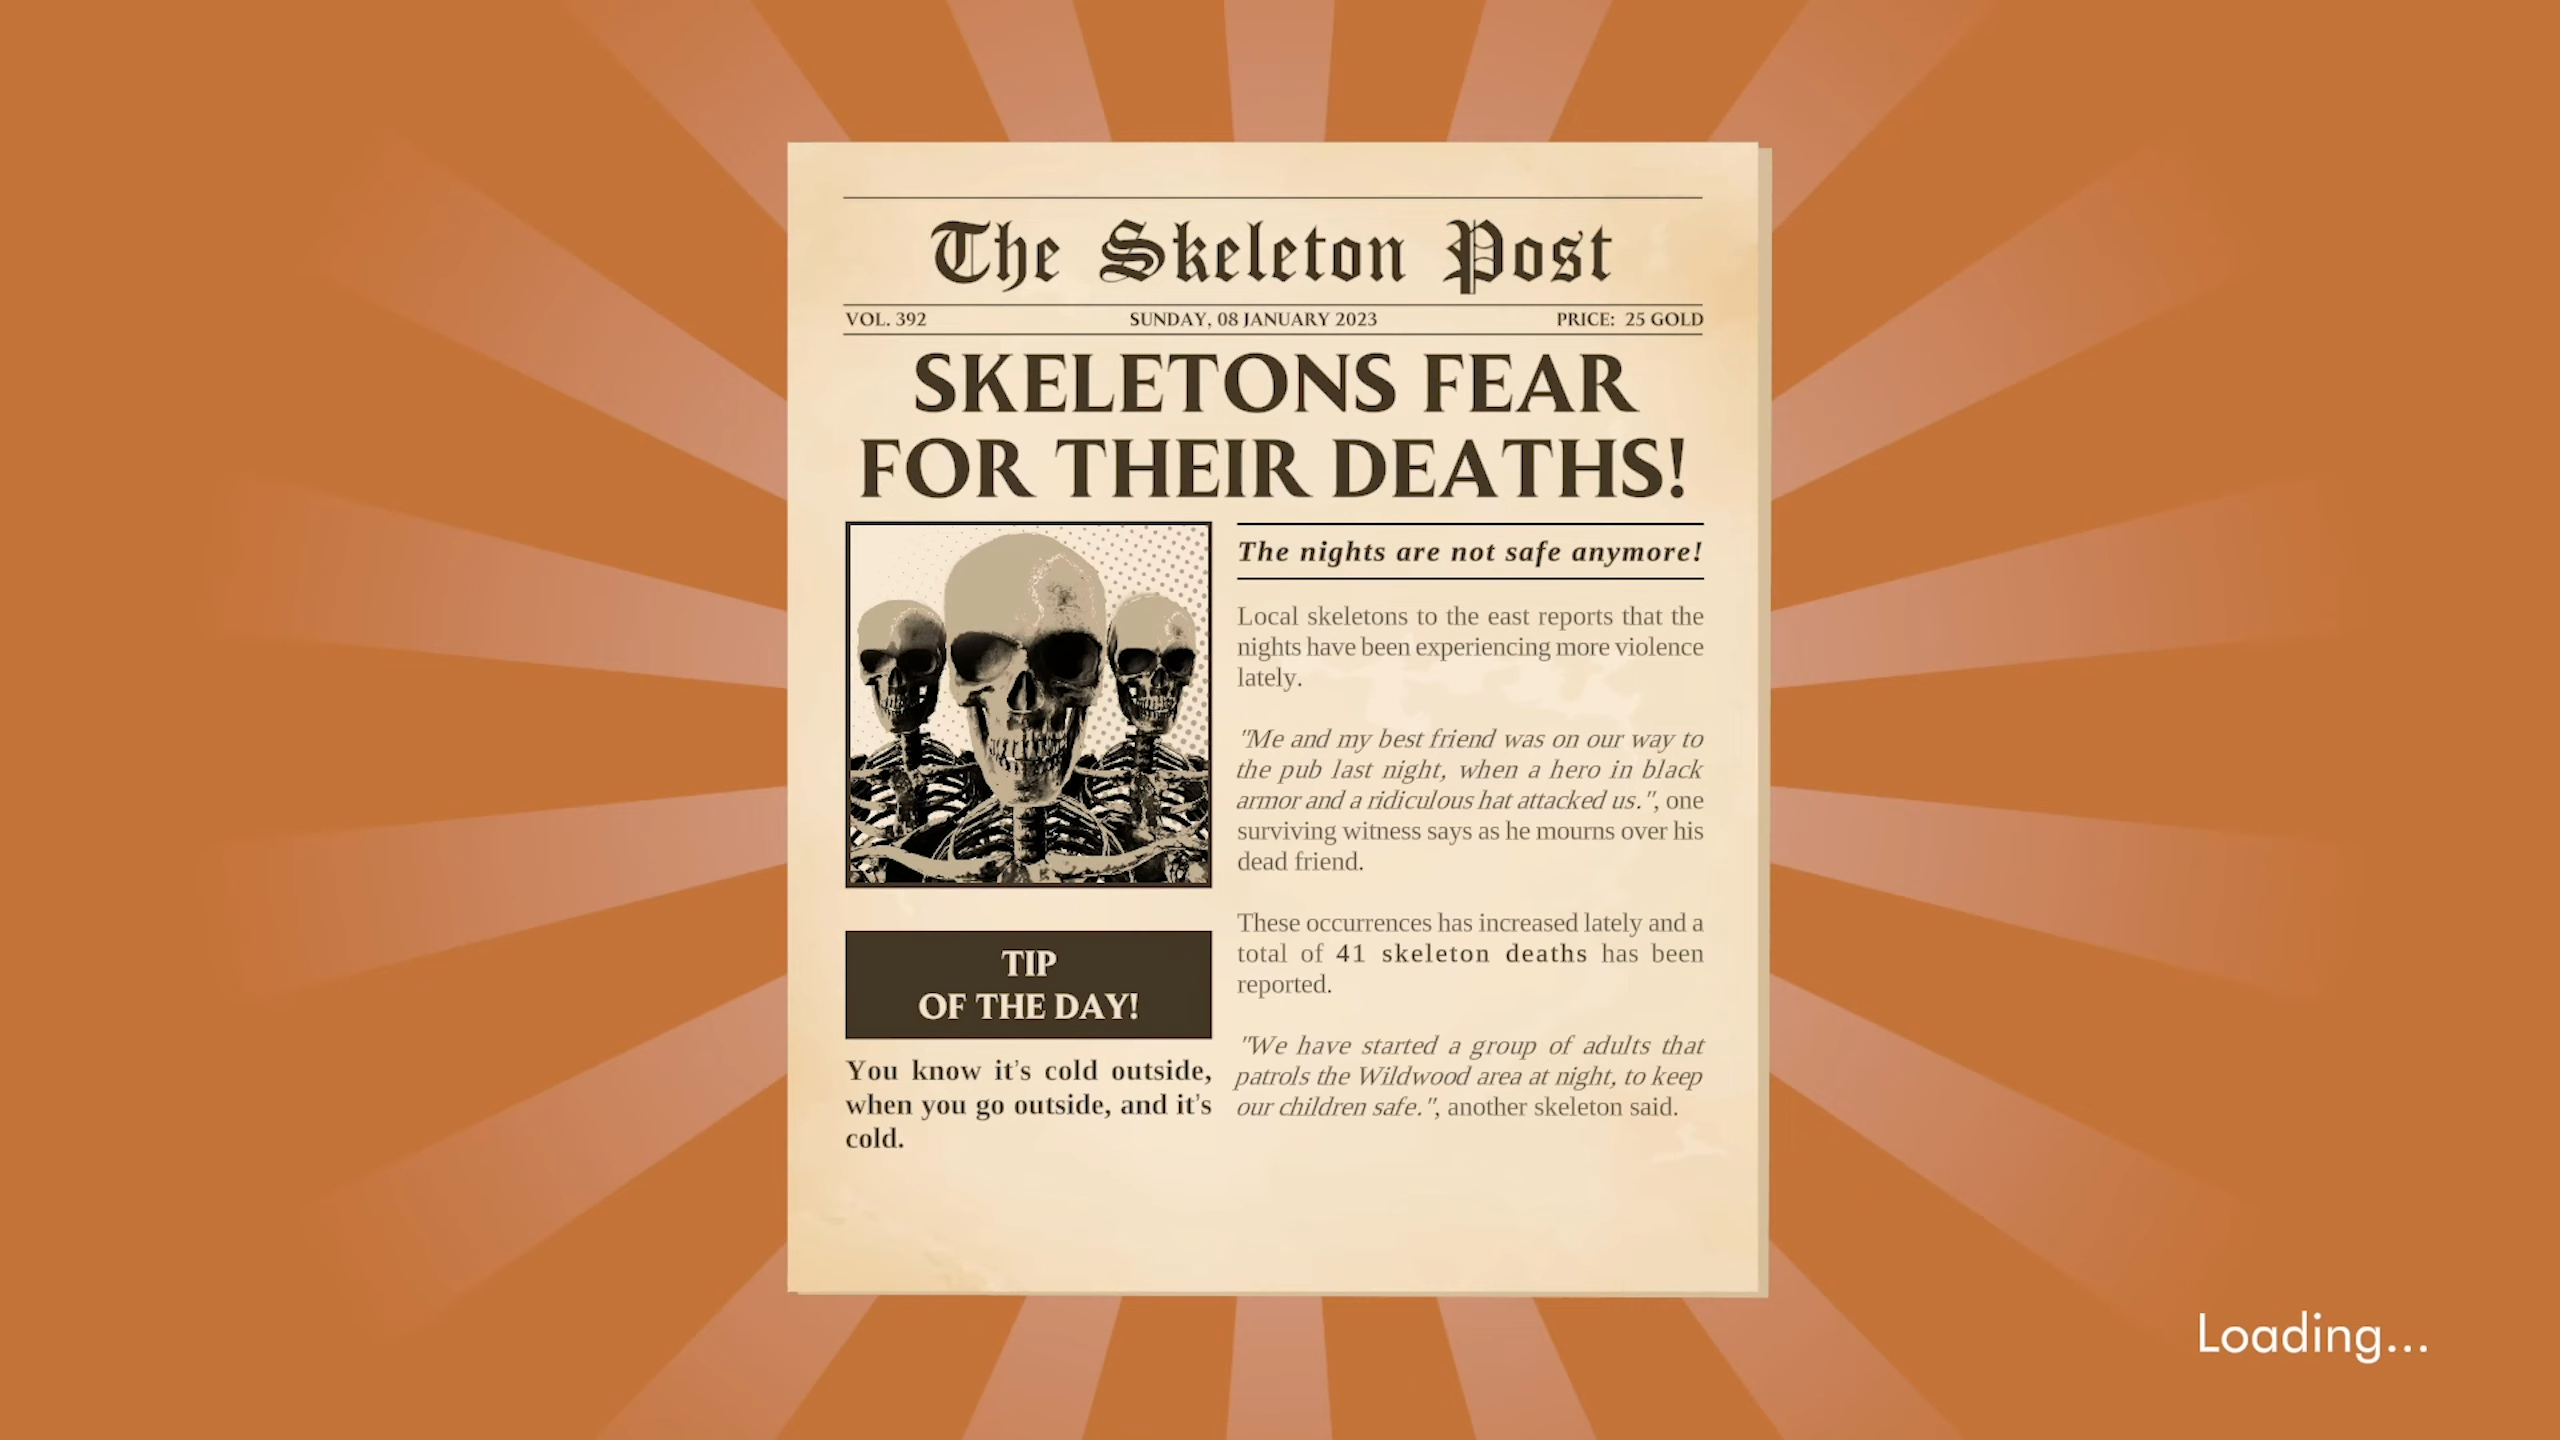 The Skeleton Post
VOL. 392
SUNDAY, 08 JANUARY 2023
PRICE: 25 GOLD
SKELETONS FEAR
FOR THEIR DEATHS!
TIP
OF THE DAY!
You know it's cold outside,
when you go outside, and it's
cold.
The nights are not safe anymore!
Local skeletons to the east reports that the
nights have been experiencing more violence
lately.
"Me and my best friend was on our way to
the pub last night, when a hero in black
armor and a ridiculous hat attacked us.", one
surviving witness says as he mourns over his
dead friend.
These occurrences has increased lately and a
total of 41 skeleton deaths has been
reported.
"We have started a group of adults that
patrols the Wildwood area at night, to keep
our children safe.", another skeleton said.
Loading...